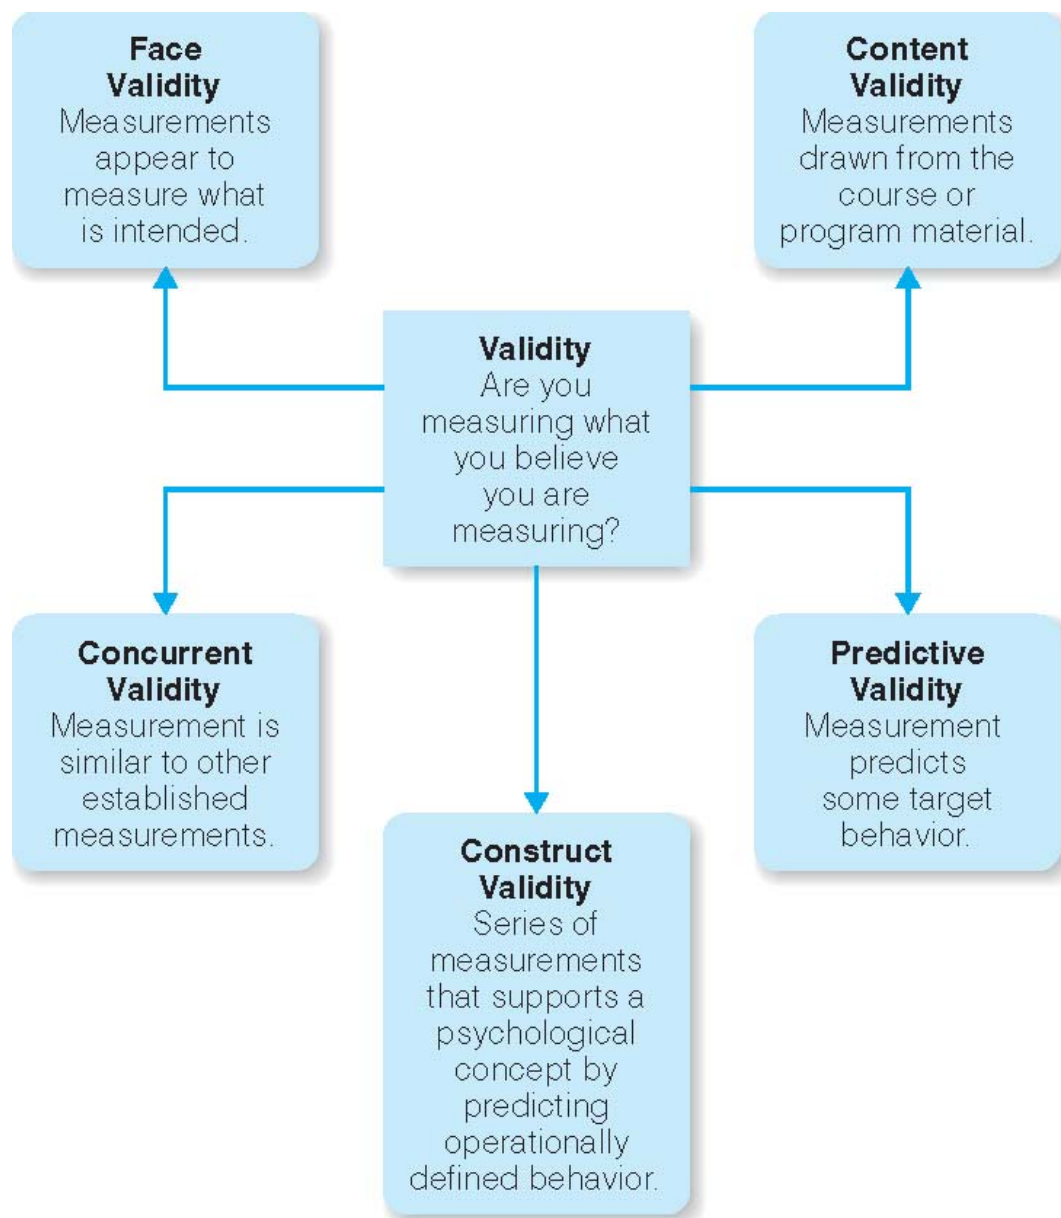 Face
Validity
Measurements
appear to
measure what
is intended.
Content
Validity
Measurements
drawn from the
course or
program material.
Validity
Are you
measuring what
you believe
you are
measuring?
Concurrent
Validity
Measurement is
similar to other
established
measurements.
Predictive
Validity
Measurement
predicts
some target
behavior.
Construct
Validity
Series of
measurements
that supports a
psychological
concept by
predicting
operationally
defined behavior.